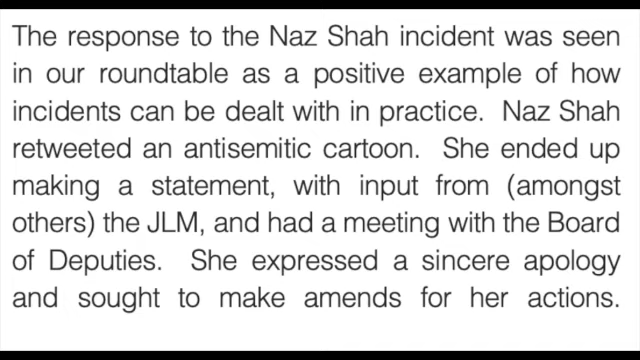 The response to the Naz Shah incident was seen
in our roundtable as a positive example of how
incidents can be dealt with in practice. Naz Shah
retweeted an antisemitic cartoon. She ended up
making a statement, with input from (amongst
others) the JLM, and had a meeting with the Board
of Deputies. She expressed a sincere apology
and sought to make amends for her actions.